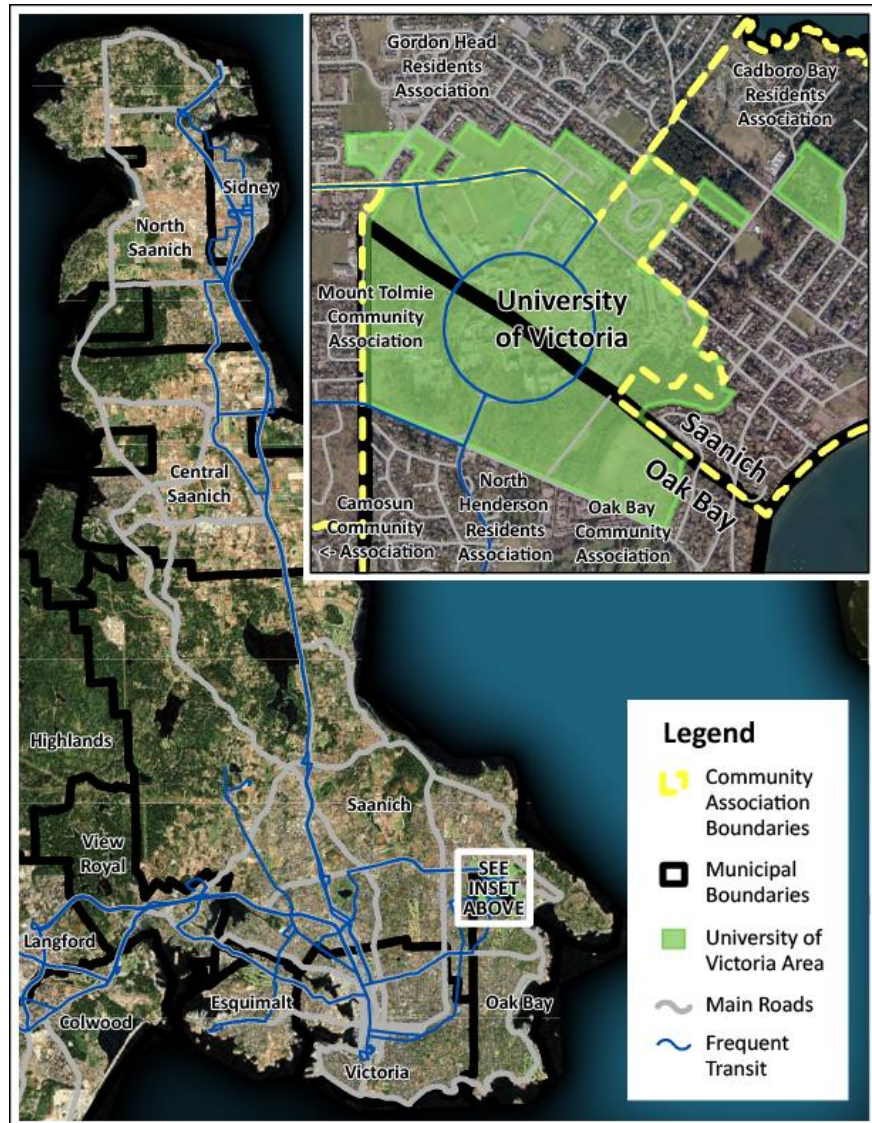 Gordon Head
Residents
Association
Cadboro Bay
Residents
Association
Mount Tolmie
Community
Association
University
of Victoria
Saanich
Oak Bay
Camosun
Community
<- Association
North
Henderson
Residents
Association
Oak Bay
Community
Association
Sidney
North
Saanich
Central
Saanich
Highlands
View
Royal
Saanich
SEE
INSET
ABOVE
Langford
Colwood
Esquimalt
Oak Bay
Victoria
Legend
Community
Association
Boundaries
Municipal
Boundaries
University of
Victoria Area
Main Roads
Frequent
Transit